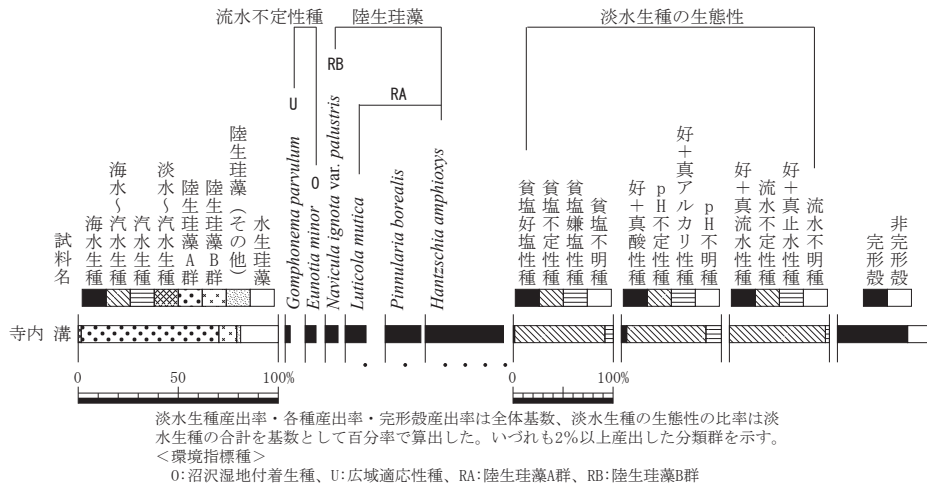 流水不定性種
陸生珪藻
淡水生種の生態性
RB
RA
U
O
試料名
海水生種
海水~汽水生種
汽水生種
淡水~汽水生種
陸生珪藻A群
陸生珪藻B群
陸生珪藻(その他)
水生珪藻
Gomphonema parvulum
Eunotia minor
Navicula ignota var. palustris
Luticola mutica
Pinnularia borealis
Hantzschia amphioxys
貧塩好塩性種
貧塩不定性種
貧塩嫌塩性種
貧塩不明種
好+真酸性種
pH不定性種
好+真アルカリ性種
pH不明種
好+真流水性種
流水不定性種
好+真止水性種
流水不明種
完形殻
非完形殻
寺内 溝
0 50 100%
0 100%
淡水生種産出率・各種産出率・完形殻産出率は全体基数、淡水生種の生態性の比率は淡
水生種の合計を基数として百分率で算出した。いづれも2%以上産出した分類群を示す。
<環境指標種>
O:沼沢湿地付着生種、U:広域適応性種、RA:陸生珪藻A群、RB:陸生珪藻B群